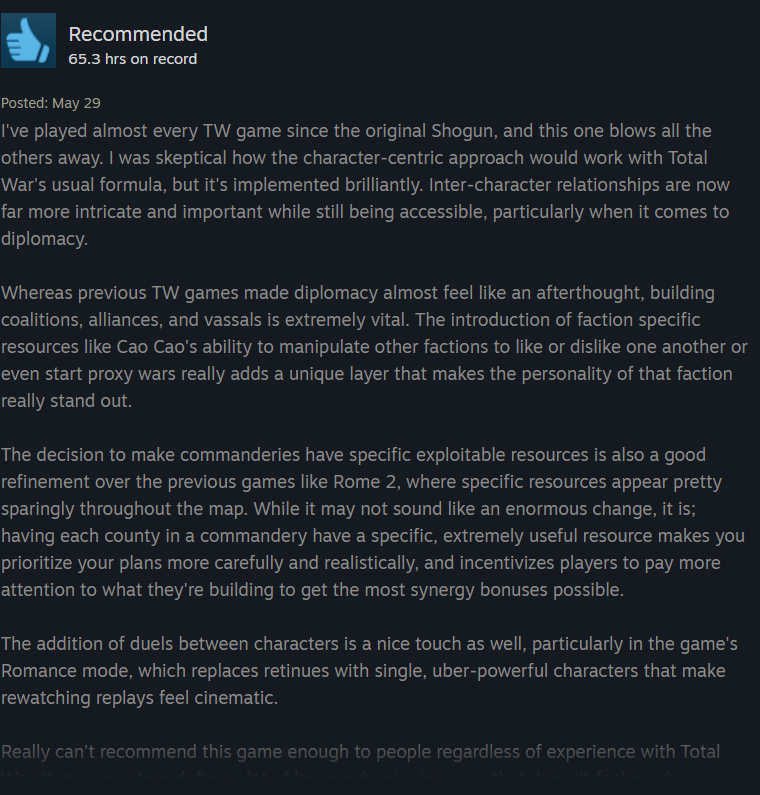 Recommended
65.3 hrs on record
Posted: May 29
I've played almost every TW game since the original Shogun, and this one blows all the
others away. I was skeptical how the character-centric approach would work with Total
War's usual formula, but it's implemented brilliantly. Inter-character relationships are now
far more intricate and important while still being accessible, particularly when it comes to
diplomacy.
Whereas previous TW games made diplomacy almost feel like an afterthought, building
coalitions, alliances, and vassals is extremely vital. The introduction of faction specific
resources like Cao Cao's ability to manipulate other factions to like or dislike one another or
even start proxy wars really adds a unique layer that makes the personality of that faction
really stand out.
The decision to make commanderies have specific exploitable resources is also a good
refinement over the previous games like Rome 2, where specific resources appear pretty
sparingly throughout the map. While it may not sound like an enormous change, it is;
having each county in a commandery have a specific, extremely useful resource makes you
prioritize your plans more carefully and realistically, and incentivizes players to pay more
attention to what they're building to get the most synergy bonuses possible.
The addition of duels between characters is a nice touch as well, particularly in the game's
Romance mode, which replaces retinues with single, uber-powerful characters that make
rewatching replays feel cinematic.
Really can't recommend this game enough to people regardless of experience with Total